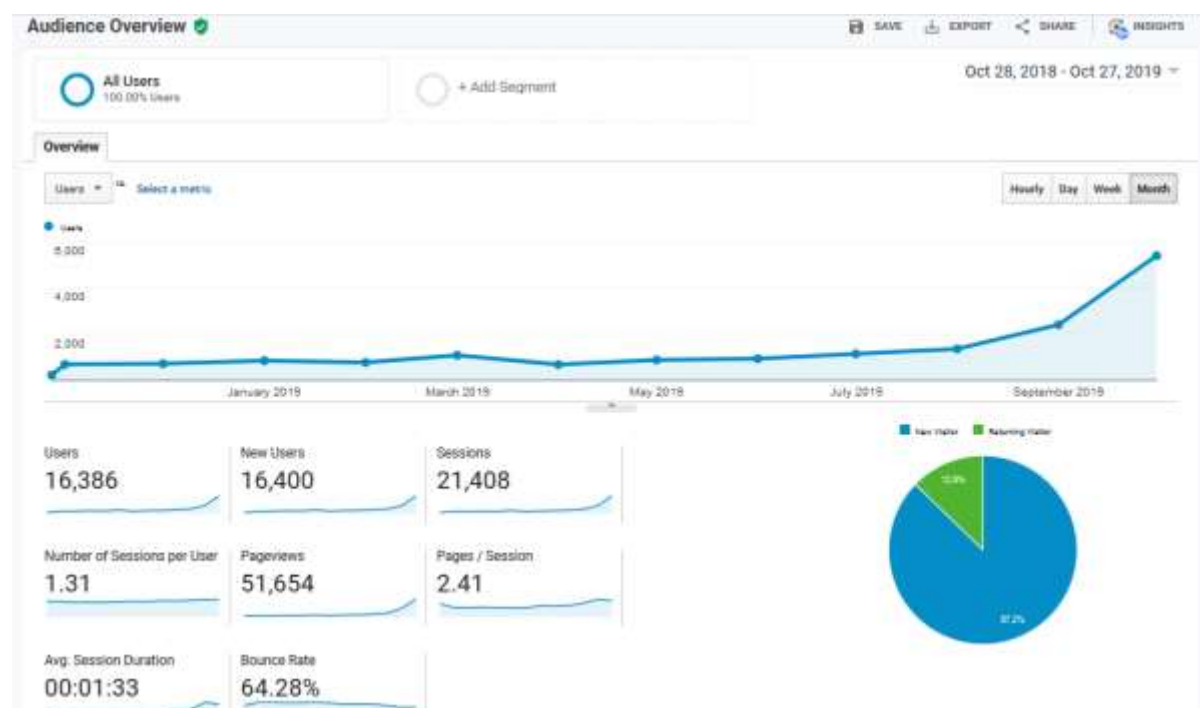 Audience Overview
SAVE EXPORT SHARE INSIGHTS
All Users
100.00% Users
+ Add Segment
Oct 28, 2018 - Oct 27, 2019
Overview
Users
Select a metric
Hourly Day Week Month
Users
6,000
4,000
2,000
January 2019 March 2019 May 2019 July 2019 September 2019
New Visitor Returning Visitor
Users New Users Sessions
16,386 16,400 21,408
12.8%
Number of Sessions per User Pageviews Pages / Session
1.31 51,654 2.41
87.2%
Avg. Session Duration Bounce Rate
00:01:33 64.28%